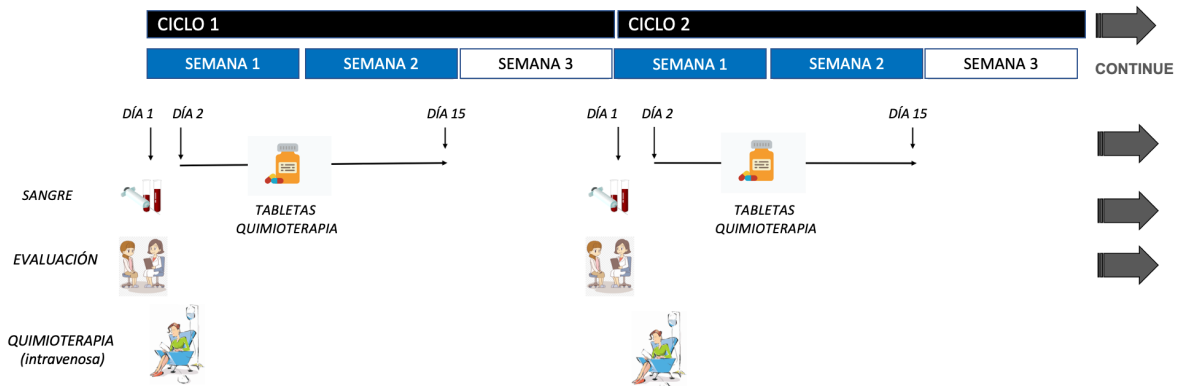 CICLO 1
CICLO 2
SEMANA 1
SEMANA 2
SEMANA 3
SEMANA 1
SEMANA 2
SEMANA 3
CONTINUE
DÍA 1
DÍA 2
DÍA 15
DÍA 1
DÍA 2
DÍA 15
SANGRE
TABLETAS
QUIMIOTERAPIA
TABLETAS
QUIMIOTERAPIA
EVALUACIÓN
QUIMIOTERAPIA
(intravenosa)